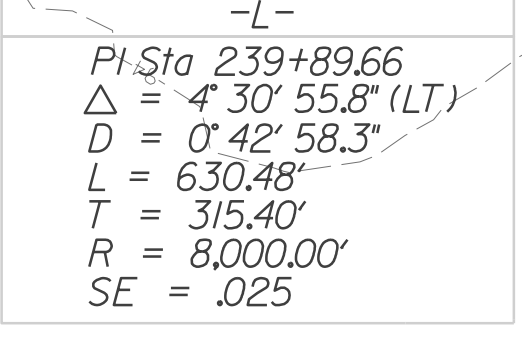 -L-
PI Sta 239+89.66
△ = 4° 30' 55.8" (LT)
D = 0° 42' 58.3"
L = 630.48'
T = 315.40'
R = 8,000.00'
SE = .025